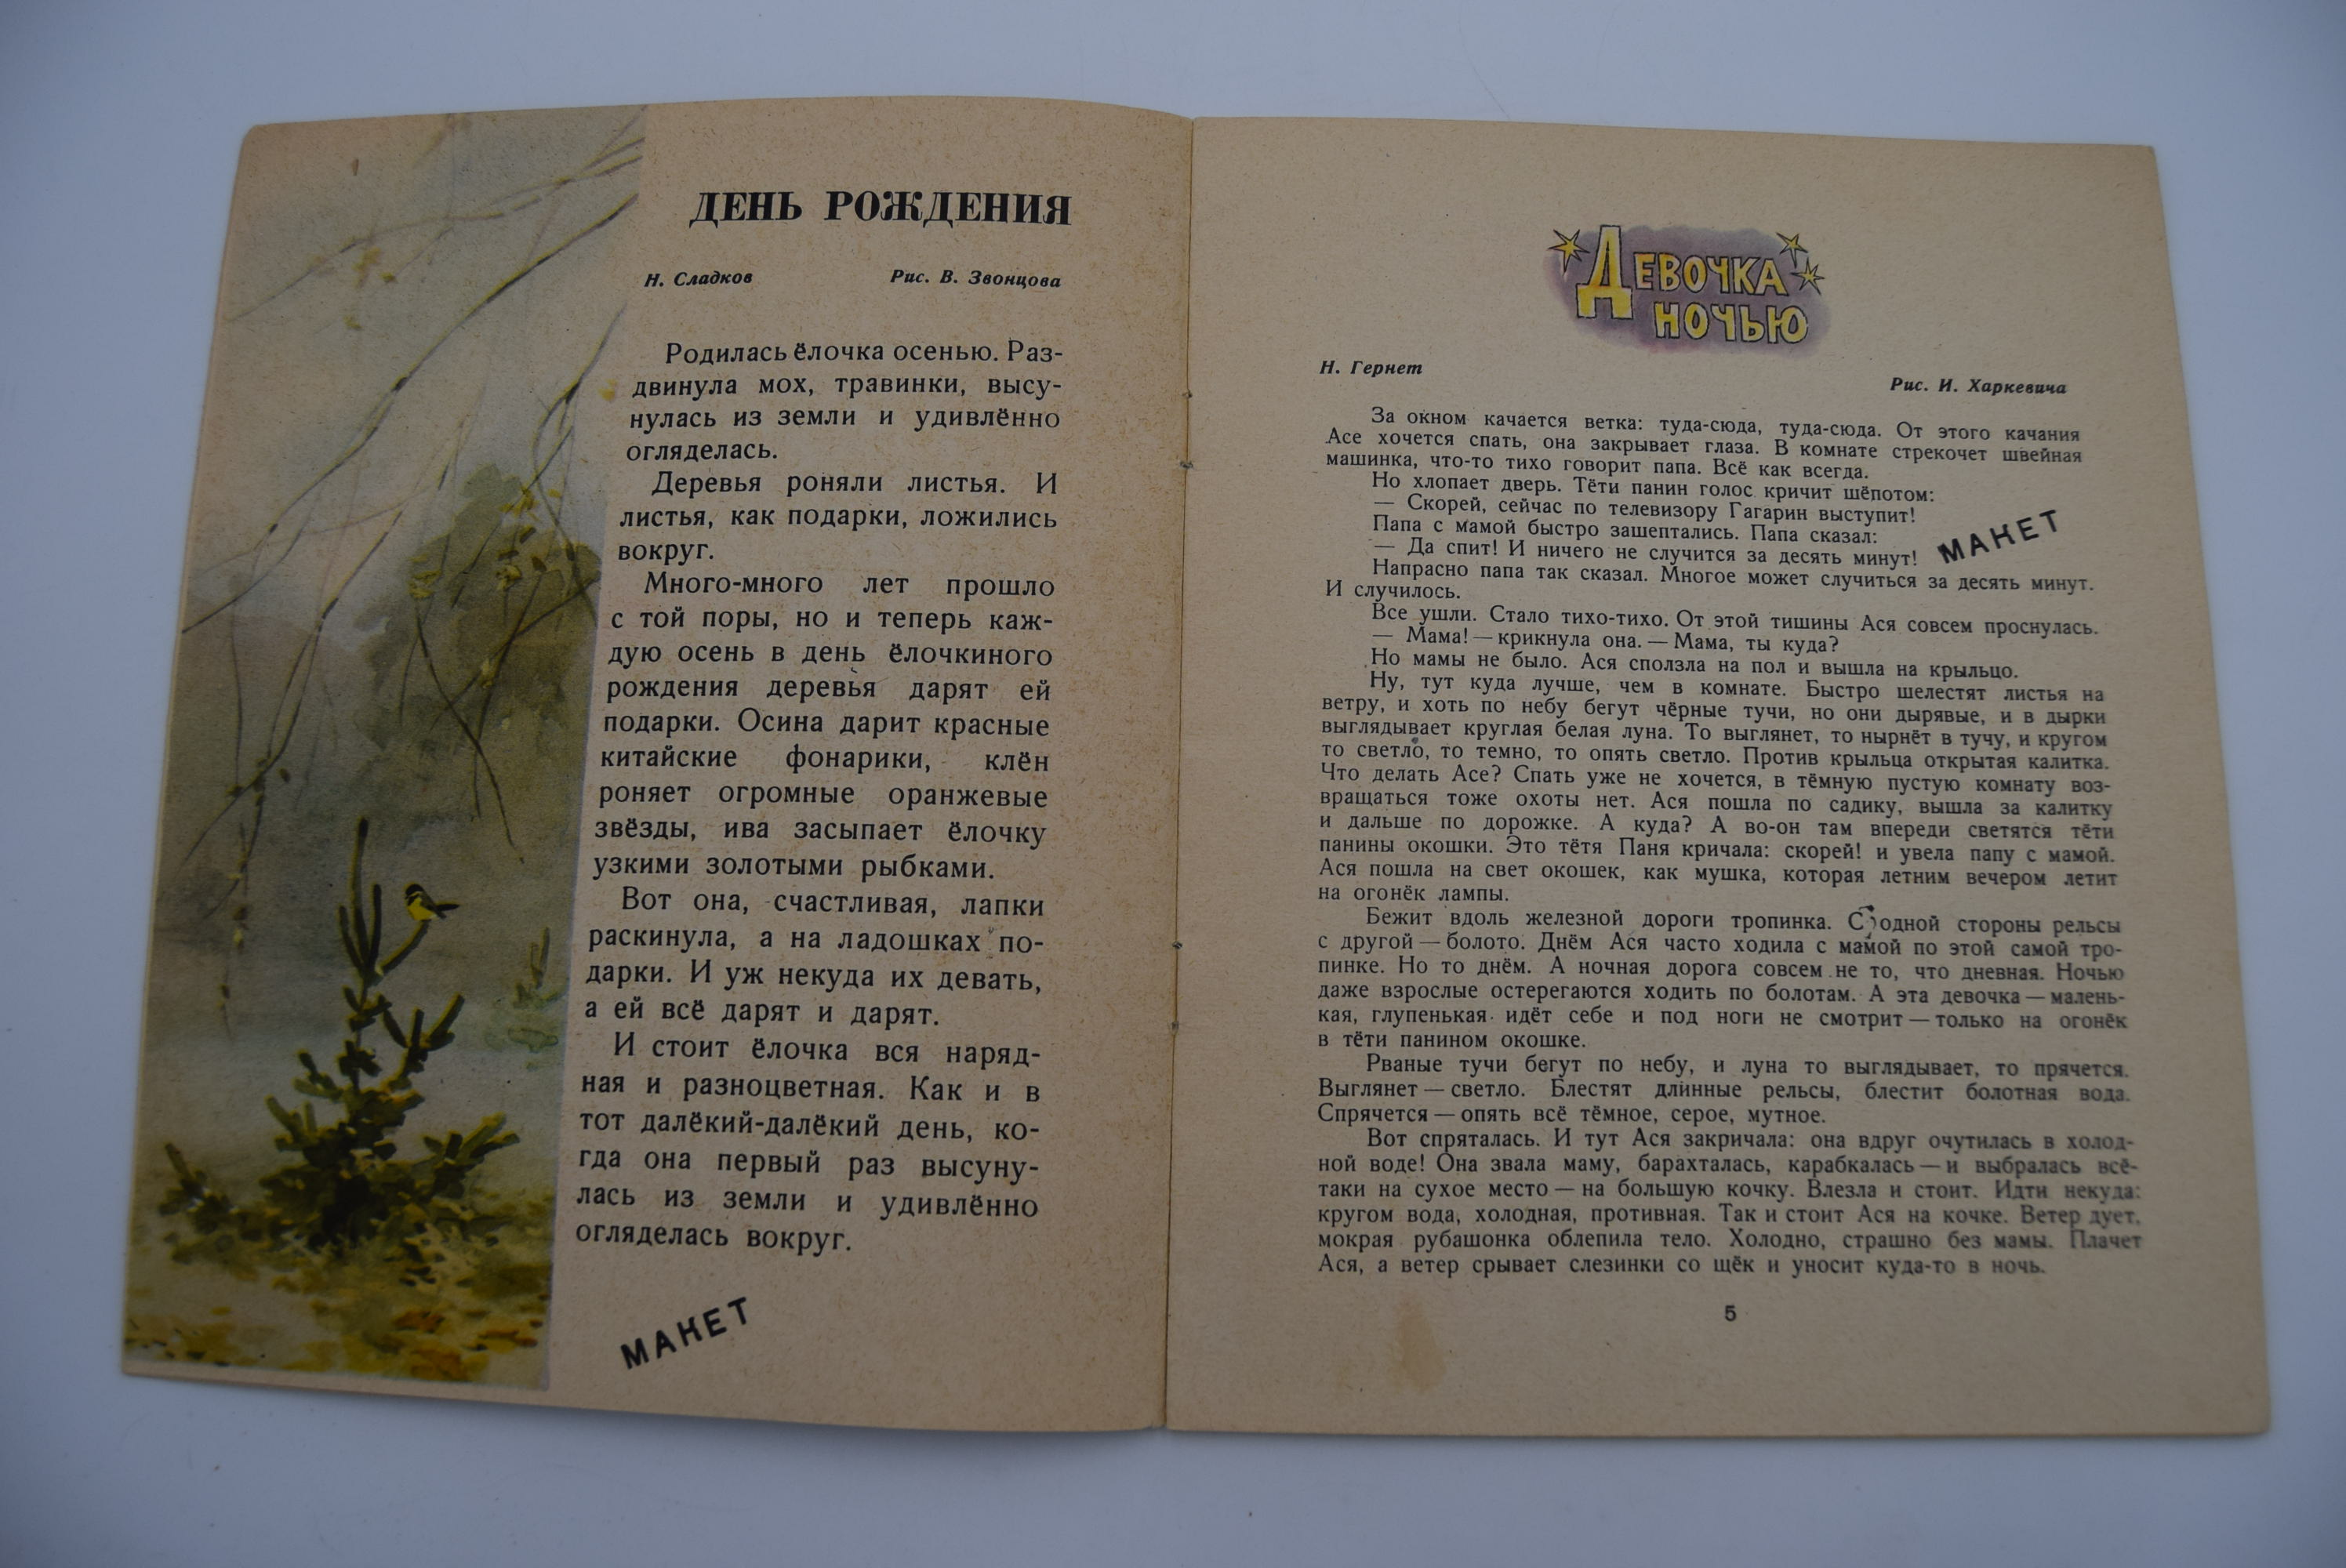 ДЕНЬ РОЖДЕНИЯ
Н. Сладков Рис. В. Звонцова
Родилась ёлочка осенью. Раз-
двинула мох, травинки, высу-
нулась из земли и удивлённо
огляделась.
Деревья роняли листья. И
листья, как подарки, ложились
вокруг.
Много-много лет прошло
с той поры, но и теперь каж-
дую осень в день ёлочкиного
рождения деревья дарят ей
подарки. Осина дарит красные
китайские фонарики, клён
роняет огромные оранжевые
звёзды, ива засыпает ёлочку
узкими золотыми рыбками.
Вот она, счастливая, лапки
раскинула, а на ладошках по-
дарки. И уж некуда их девать,
а ей всё дарят и дарят.
И стоит ёлочка вся наряд-
ная и разноцветная. Как и в
тот далёкий-далёкий день, ко-
гда она первый раз высуну-
лась из земли и удивлённо
огляделась вокруг.
МАКЕТ
ДЕВОЧКА
НОЧЬЮ
Н. Гернет
Рис. И. Харкевича
За окном качается ветка: туда-сюда, туда-сюда. От этого качания
Асе хочется спать, она закрывает глаза. В комнате стрекочет швейная
машинка, что-то тихо говорит папа. Всё как всегда.
Но хлопает дверь. Тёти панин голос кричит шёпотом:
— Скорей, сейчас по телевизору Гагарин выступит!
Папа с мамой быстро зашептались. Папа сказал:
— Да спит! И ничего не случится за десять минут!
МАКЕТ
Напрасно папа так сказал. Многое может случиться за десять минут.
И случилось.
Все ушли. Стало тихо-тихо. От этой тишины Ася совсем проснулась.
— Мама! — крикнула она. — Мама, ты куда?
Но мамы не было. Ася сползла на пол и вышла на крыльцо.
Ну, тут куда лучше, чем в комнате. Быстро шелестят листья на
ветру, и хоть по небу бегут чёрные тучи, но они дырявые, и в дырки
выглядывает круглая белая луна. То выглянет, то нырнёт в тучу, и кругом
то светло, то темно, то опять светло. Против крыльца открытая калитка.
Что делать Асе? Спать уже не хочется, в тёмную пустую комнату воз-
вращаться тоже охоты нет. Ася пошла по садику, вышла за калитку
и дальше по дорожке. А куда? А во-он там впереди светятся тёти
панины окошки. Это тётя Паня кричала: скорей! и увела папу с мамой.
Ася пошла на свет окошек, как мушка, которая летним вечером летит
на огонёк лампы.
Бежит вдоль железной дороги тропинка. С одной стороны рельсы
с другой — болото. Днём Ася часто ходила с мамой по этой самой тро-
пинке. Но то днём. А ночная дорога совсем не то, что дневная. Ночью
даже взрослые остерегаются ходить по болотам. А эта девочка — малень-
кая, глупенькая идёт себе и под ноги не смотрит — только на огонёк
в тёти панином окошке.
Рваные тучи бегут по небу, и луна то выглядывает, то прячется.
Выглянет — светло. Блестят длинные рельсы, блестит болотная вода.
Спрячется — опять всё тёмное, серое, мутное.
Вот спряталась. И тут Ася закричала: она вдруг очутилась в холод-
ной воде! Она звала маму, барахталась, карабкалась — и выбралась всё-
таки на сухое место — на большую кочку. Влезла и стоит. Идти некуда:
кругом вода, холодная, противная. Так и стоит Ася на кочке. Ветер дует,
мокрая рубашонка облепила тело. Холодно, страшно без мамы. Плачет
Ася, а ветер срывает слезинки со щёк и уносит куда-то в ночь.
5